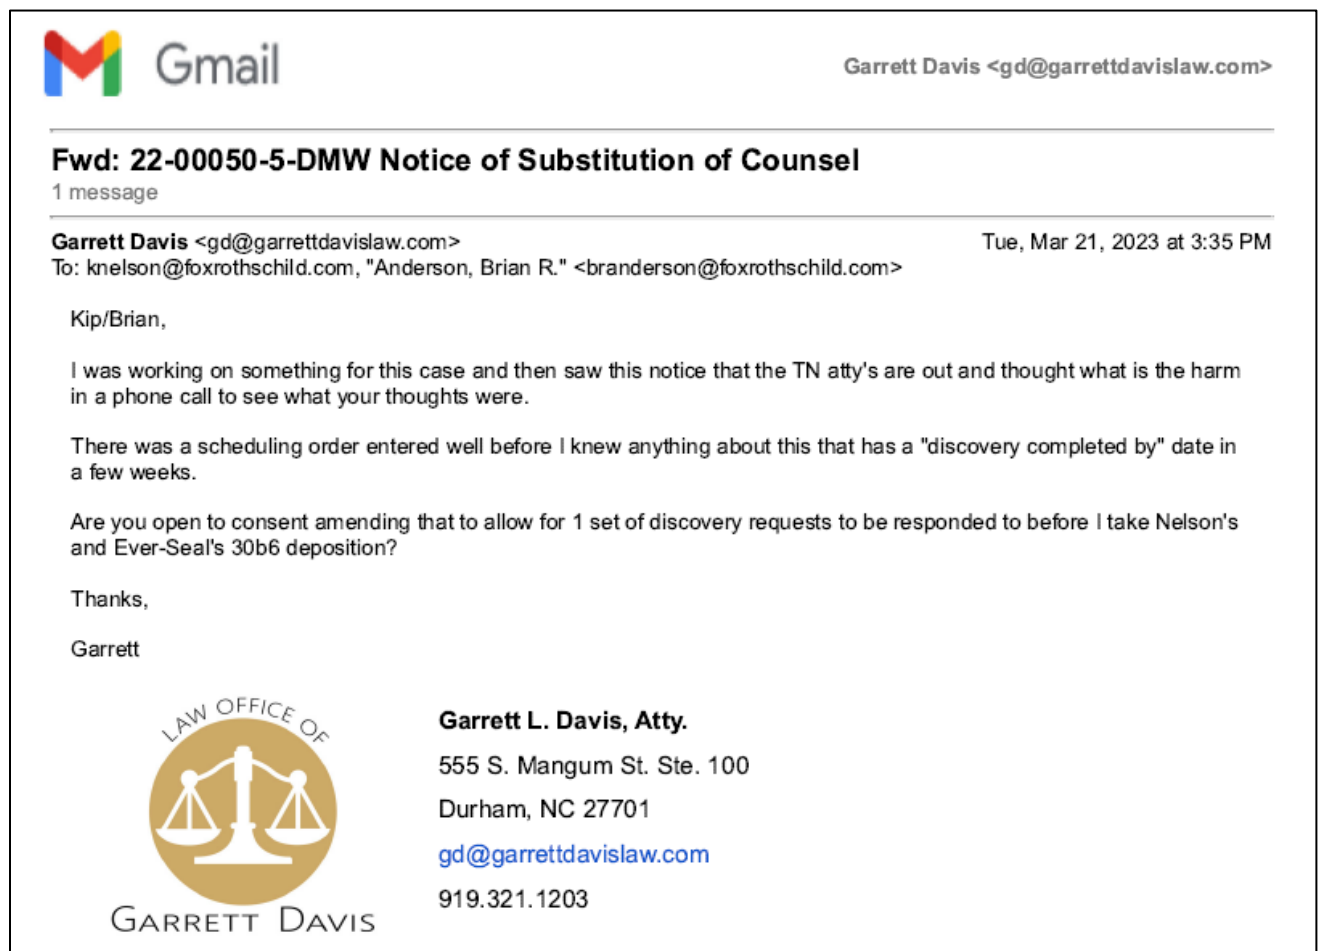 Gmail
Garrett Davis <gd@garrettdavislaw.com>
Fwd: 22-00050-5-DMW Notice of Substitution of Counsel
1 message
Garrett Davis <gd@garrettdavislaw.com>
Tue, Mar 21, 2023 at 3:35 PM
To: knelson@foxrothschild.com, "Anderson, Brian R." <branderson@foxrothschild.com>
Kip/Brian,
I was working on something for this case and then saw this notice that the TN atty's are out and thought what is the harm
in a phone call to see what your thoughts were.
There was a scheduling order entered well before I knew anything about this that has a "discovery completed by" date in
a few weeks.
Are you open to consent amending that to allow for 1 set of discovery requests to be responded to before I take Nelson's
and Ever-Seal's 30b6 deposition?
Thanks,
Garrett
LAW OFFICE OF
GARRETT DAVIS
Garrett L. Davis, Atty.
555 S. Mangum St. Ste. 100
Durham, NC 27701
gd@garrettdavislaw.com
919.321.1203